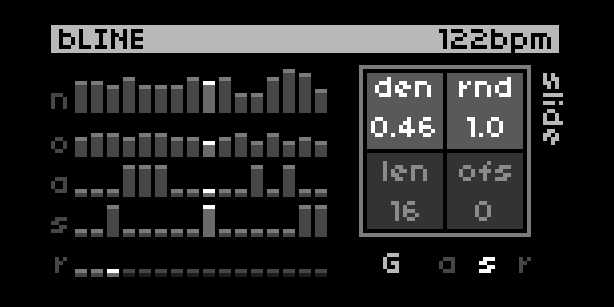 bLINE 122bpm
n
o
a
s
r
den rnd
0.46 1.0
len ofs
16 0
slide
G a s r